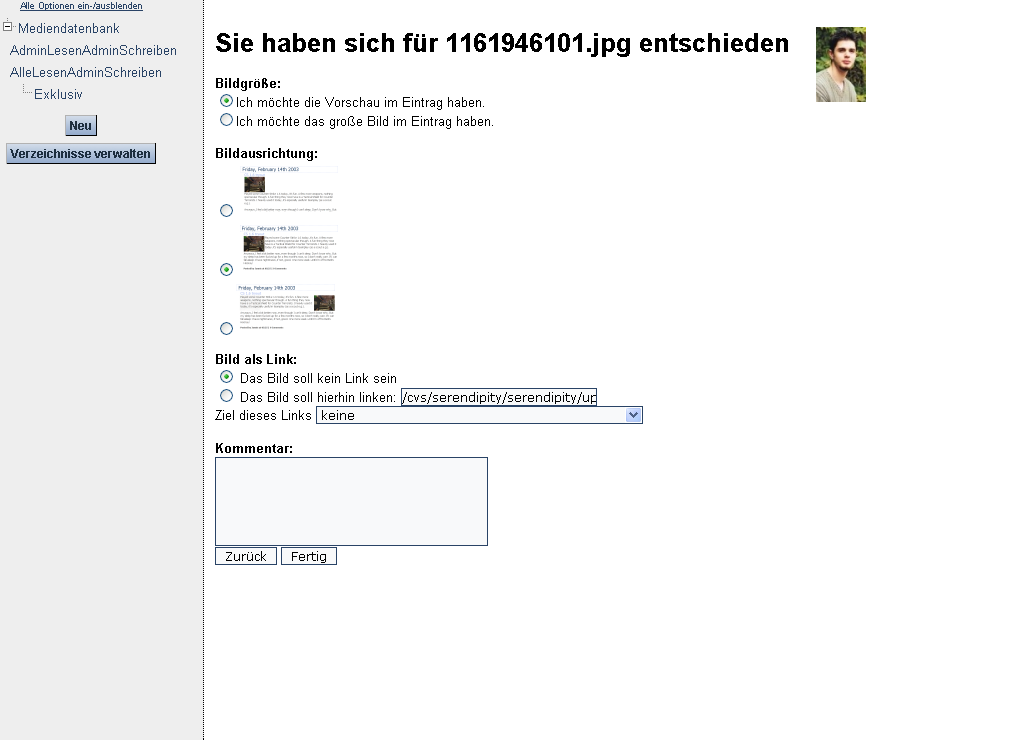 Alle Optionen ein-/ausblenden
Mediendatenbank
AdminLesenAdminSchreiben
AlleLesenAdminSchreiben
Exklusiv
Neu
Verzeichnisse verwalten
Sie haben sich für 1161946101.jpg entschieden
Bildgröße:
Ich möchte die Vorschau im Eintrag haben.
Ich möchte das große Bild im Eintrag haben.
Bildausrichtung:
Friday, February 14th 2003
Friday, February 14th 2003
Friday, February 14th 2003
Bild als Link:
Das Bild soll kein Link sein
Das Bild soll hierhin linken: /cvs/serendipity/serendipity/up
Ziel dieses Links keine
Kommentar:
Zurück Fertig